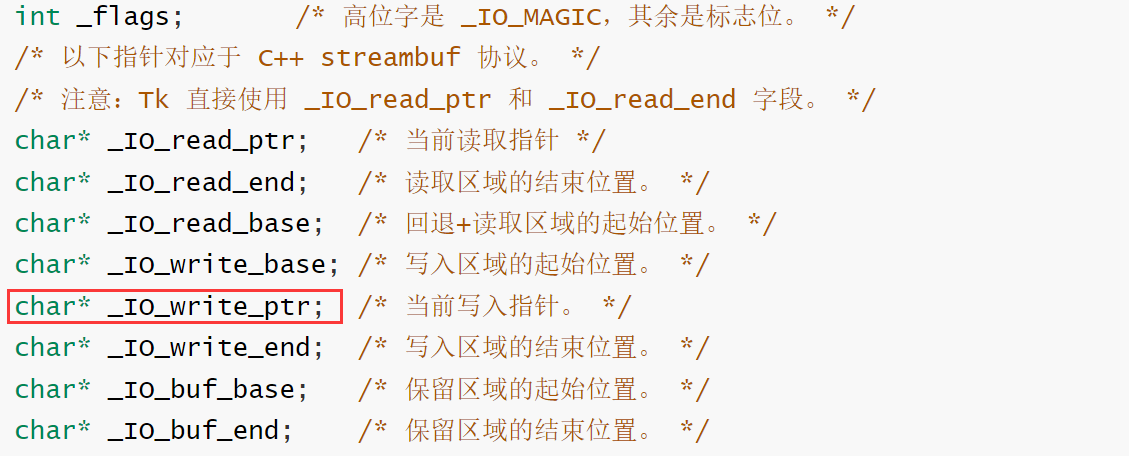 int _flags;       /* 高位字是 _IO_MAGIC，其余是标志位。 */
/* 以下指针对应于 C++ streambuf 协议。 */
/* 注意：Tk 直接使用 _IO_read_ptr 和 _IO_read_end 字段。 */
char* _IO_read_ptr;   /* 当前读取指针 */
char* _IO_read_end;   /* 读取区域的结束位置。 */
char* _IO_read_base;  /* 回退+读取区域的起始位置。 */
char* _IO_write_base; /* 写入区域的起始位置。 */
char* _IO_write_ptr;  /* 当前写入指针。 */
char* _IO_write_end;  /* 写入区域的结束位置。 */
char* _IO_buf_base;   /* 保留区域的起始位置。 */
char* _IO_buf_end;    /* 保留区域的结束位置。 */